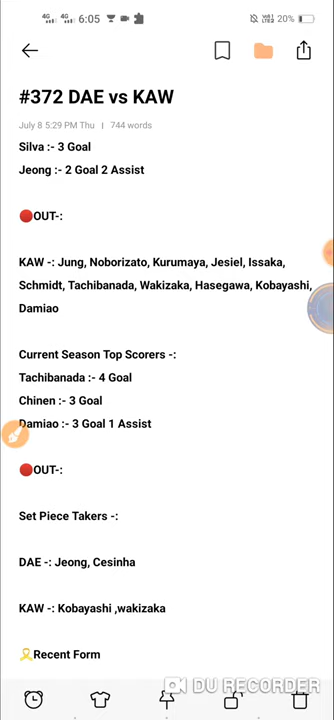 4G 4G 6:05 20%
#372 DAE vs KAW
July 8 5:29 PM Thu | 744 words
Silva :- 3 Goal
Jeong :- 2 Goal 2 Assist
🔴OUT-:
KAW -: Jung, Noborizato, Kurumaya, Jesiel, Issaka,
Schmidt, Tachibanada, Wakizaka, Hasegawa, Kobayashi,
Damiao
Current Season Top Scorers -:
Tachibanada :- 4 Goal
Chinen :- 3 Goal
Damiao :- 3 Goal 1 Assist
🔴OUT-:
Set Piece Takers -:
DAE -: Jeong, Cesinha
KAW -: Kobayashi ,wakizaka
🎗️Recent Form
DU RECORDER